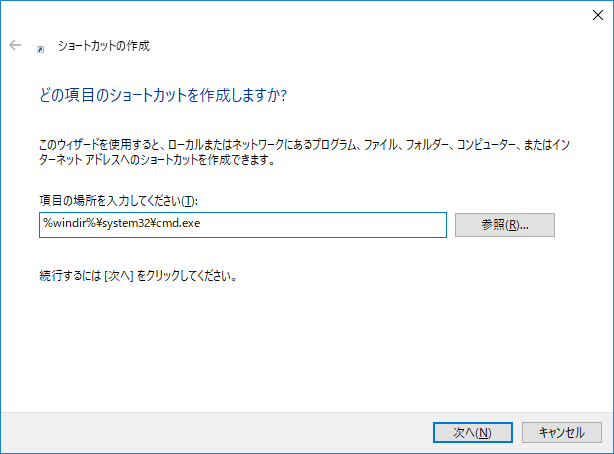 ショートカットの作成
どの項目のショートカットを作成しますか?
このウィザードを使用すると、ローカルまたはネットワークにあるプログラム、ファイル、フォルダー、コンピューター、またはイン
ターネット アドレスへのショートカットを作成できます。
項目の場所を入力してください(T):
%windir%¥system32¥cmd.exe
参照(R)...
続行するには [次へ] をクリックしてください。
次へ(N)
キャンセル